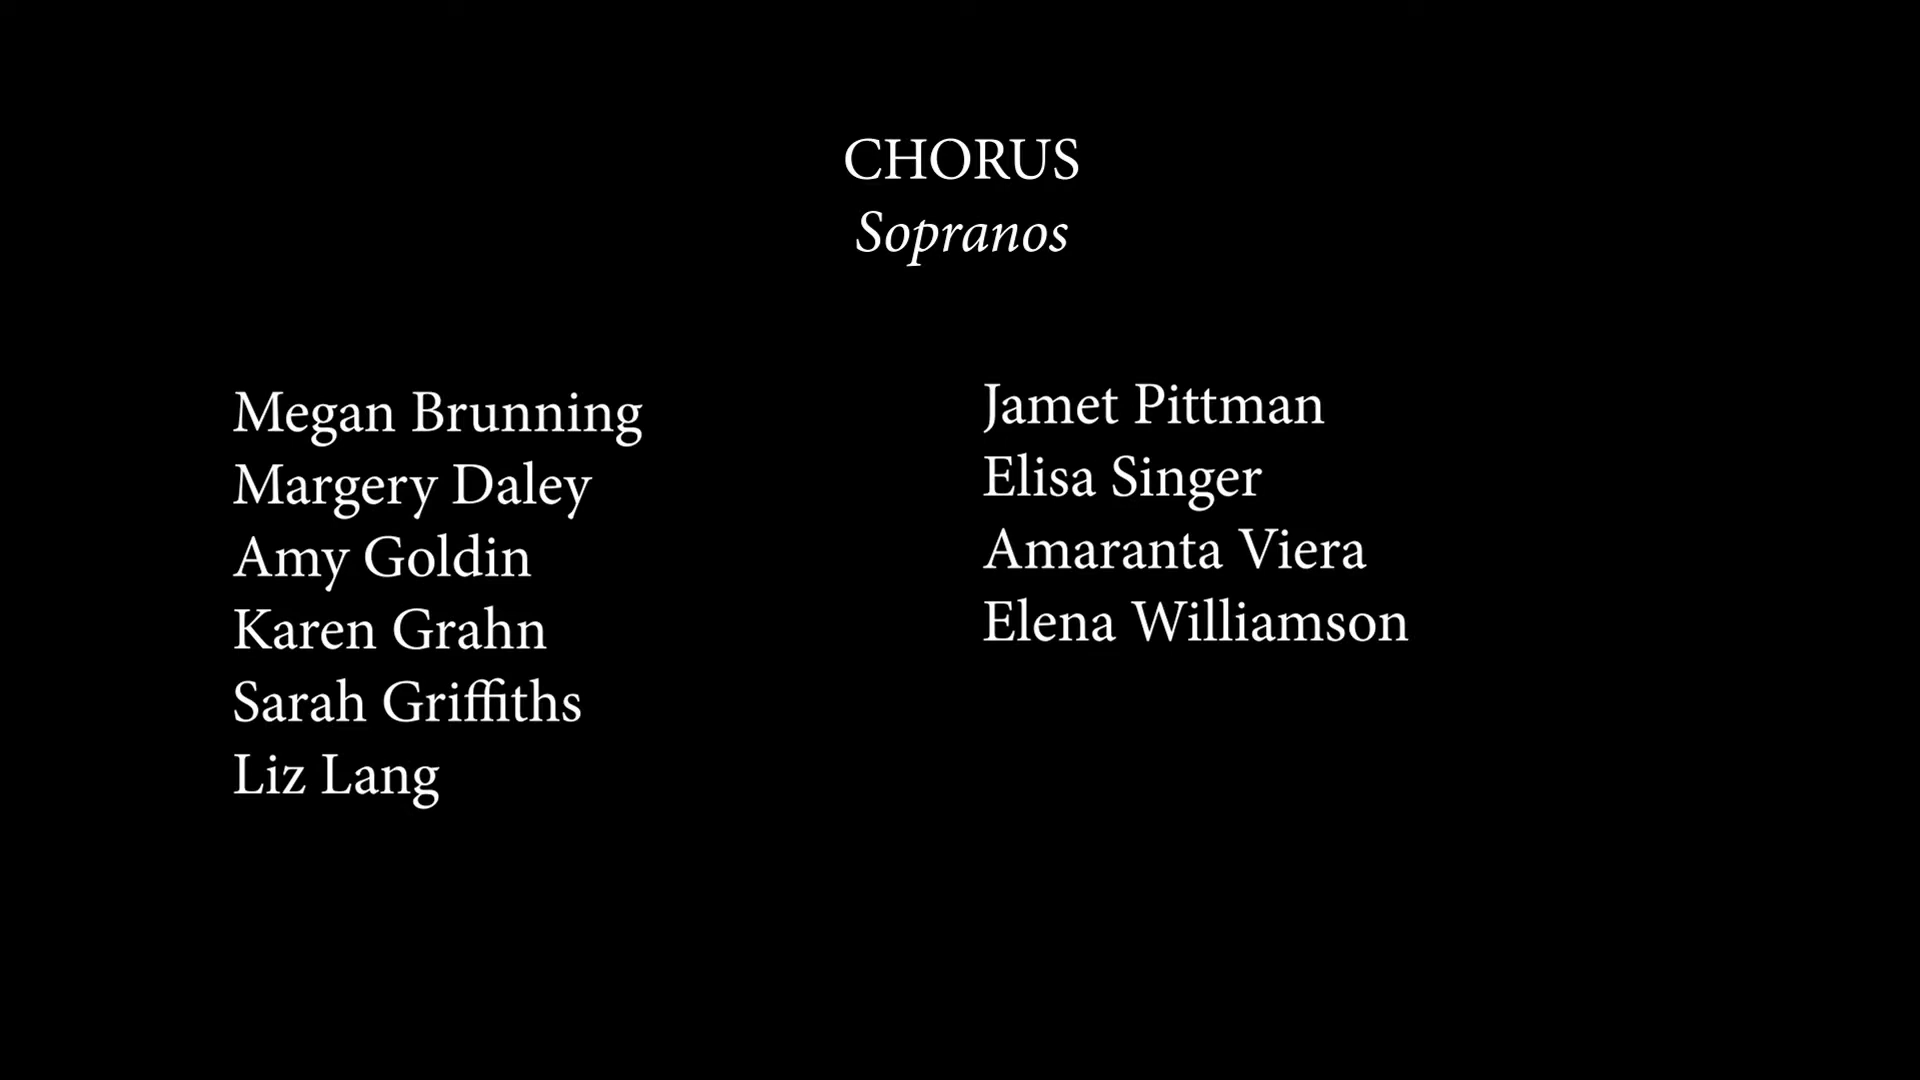 CHORUS
Sopranos
Megan Brunning
Margery Daley
Amy Goldin
Karen Grahn
Sarah Griffiths
Liz Lang
Jamet Pittman
Elisa Singer
Amaranta Viera
Elena Williamson